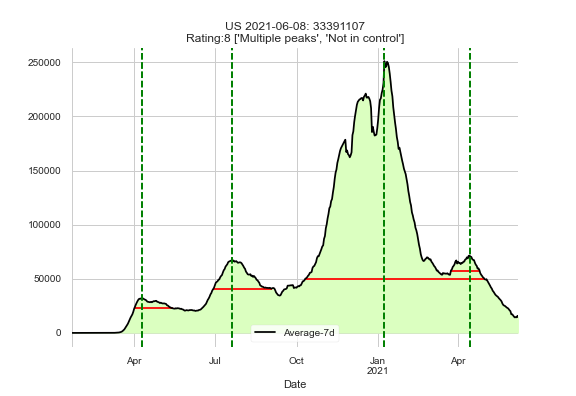 US 2021-06-08: 33391107
Rating:8 ['Multiple peaks', 'Not in control']
250000
200000
150000
100000
50000
0
Average-7d
Apr Jul Oct Jan Apr
2021
Date